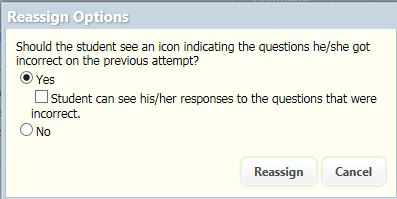 Reassign Options
Should the student see an icon indicating the questions he/she got
incorrect on the previous attempt?
Yes
Student can see his/her responses to the questions that were
incorrect.
No
Reassign Cancel